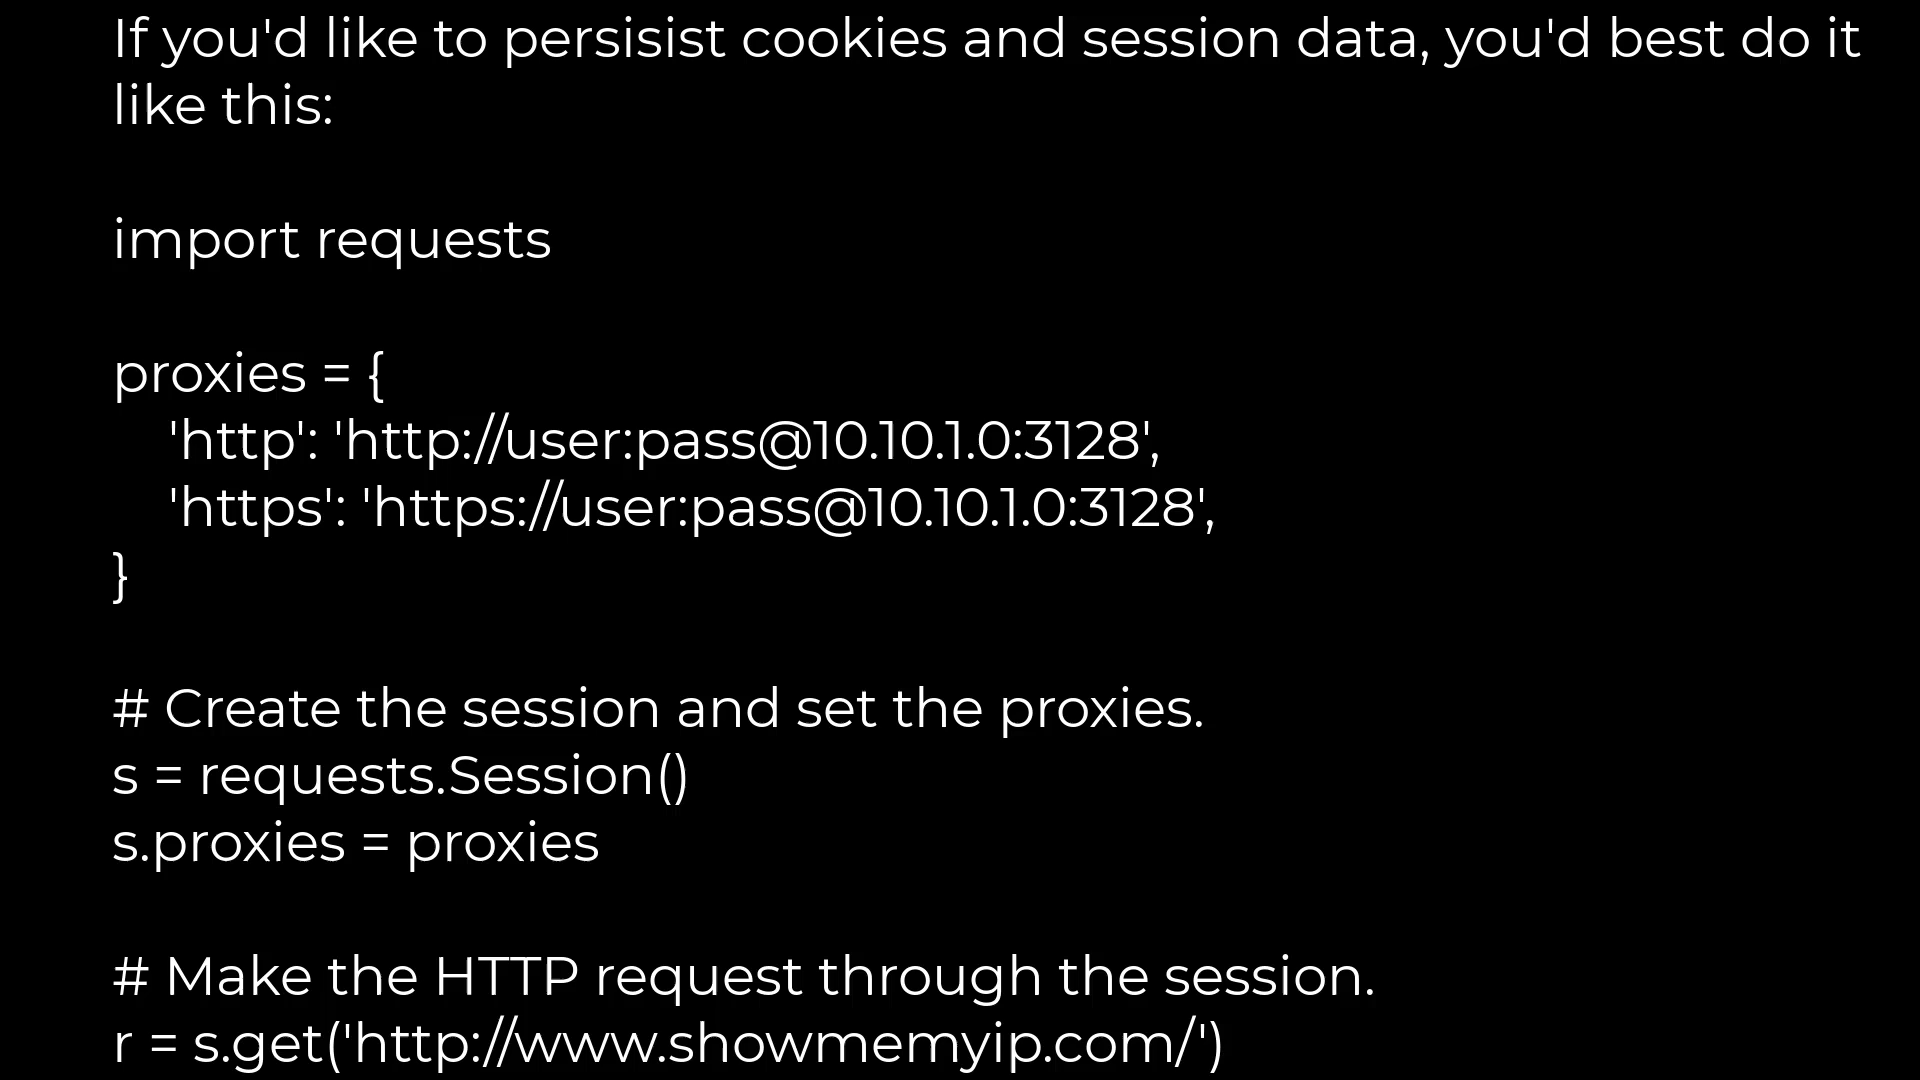 If you'd like to persisist cookies and session data, you'd best do it
like this:
import requests
proxies = {
    'http': 'http://user:pass@10.10.1.0:3128',
    'https': 'https://user:pass@10.10.1.0:3128',
}
# Create the session and set the proxies.
s = requests.Session()
s.proxies = proxies
# Make the HTTP request through the session.
r = s.get('http://www.showmemyip.com/')